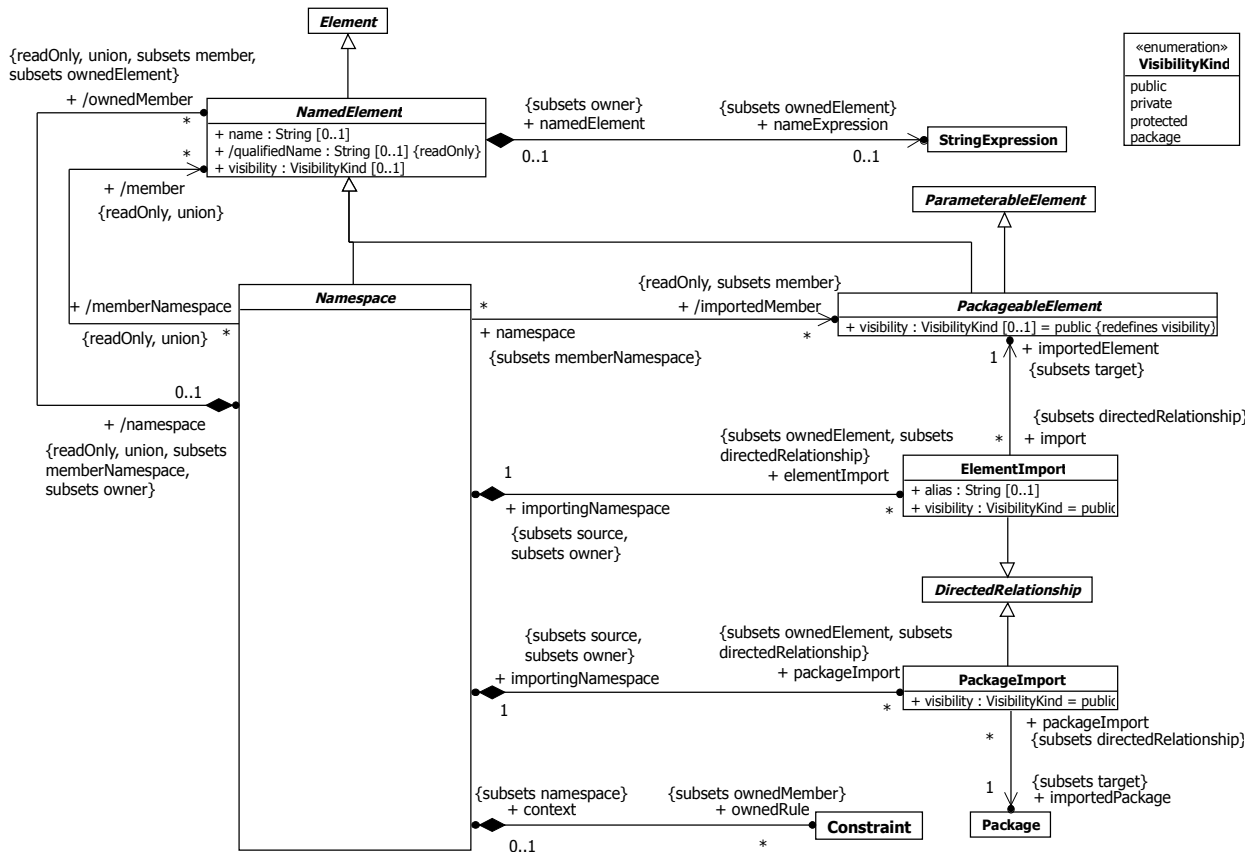 Element
{readOnly, union, subsets member,
subsets ownedElement}
+ /ownedMember
*
NamedElement
+ name : String [0..1]
+ /qualifiedName : String [0..1] {readOnly}
+ visibility : VisibilityKind [0..1]
{subsets owner}
+ namedElement
0..1
{subsets ownedElement}
+ nameExpression
0..1
StringExpression
«enumeration»
VisibilityKind
public
private
protected
package
*
+ /member
{readOnly, union}
ParameterableElement
+ /memberNamespace
{readOnly, union}
*
Namespace
*
+ namespace
{subsets memberNamespace}
{readOnly, subsets member}
+ /importedMember
*
PackageableElement
+ visibility : VisibilityKind [0..1] = public {redefines visibility}
1
+ importedElement
{subsets target}
0..1
+ /namespace
{readOnly, union, subsets
memberNamespace,
subsets owner}
{subsets directedRelationship}
*
+ import
1
+ importingNamespace
{subsets source,
subsets owner}
{subsets ownedElement, subsets
directedRelationship}
+ elementImport
*
ElementImport
+ alias : String [0..1]
+ visibility : VisibilityKind = public
DirectedRelationship
{subsets source,
subsets owner}
+ importingNamespace
1
{subsets ownedElement, subsets
directedRelationship}
+ packageImport
*
PackageImport
+ visibility : VisibilityKind = public
+ packageImport
*
{subsets directedRelationship}
{subsets target}
1
+ importedPackage
Package
{subsets namespace}
+ context
0..1
{subsets ownedMember}
+ ownedRule
*
Constraint